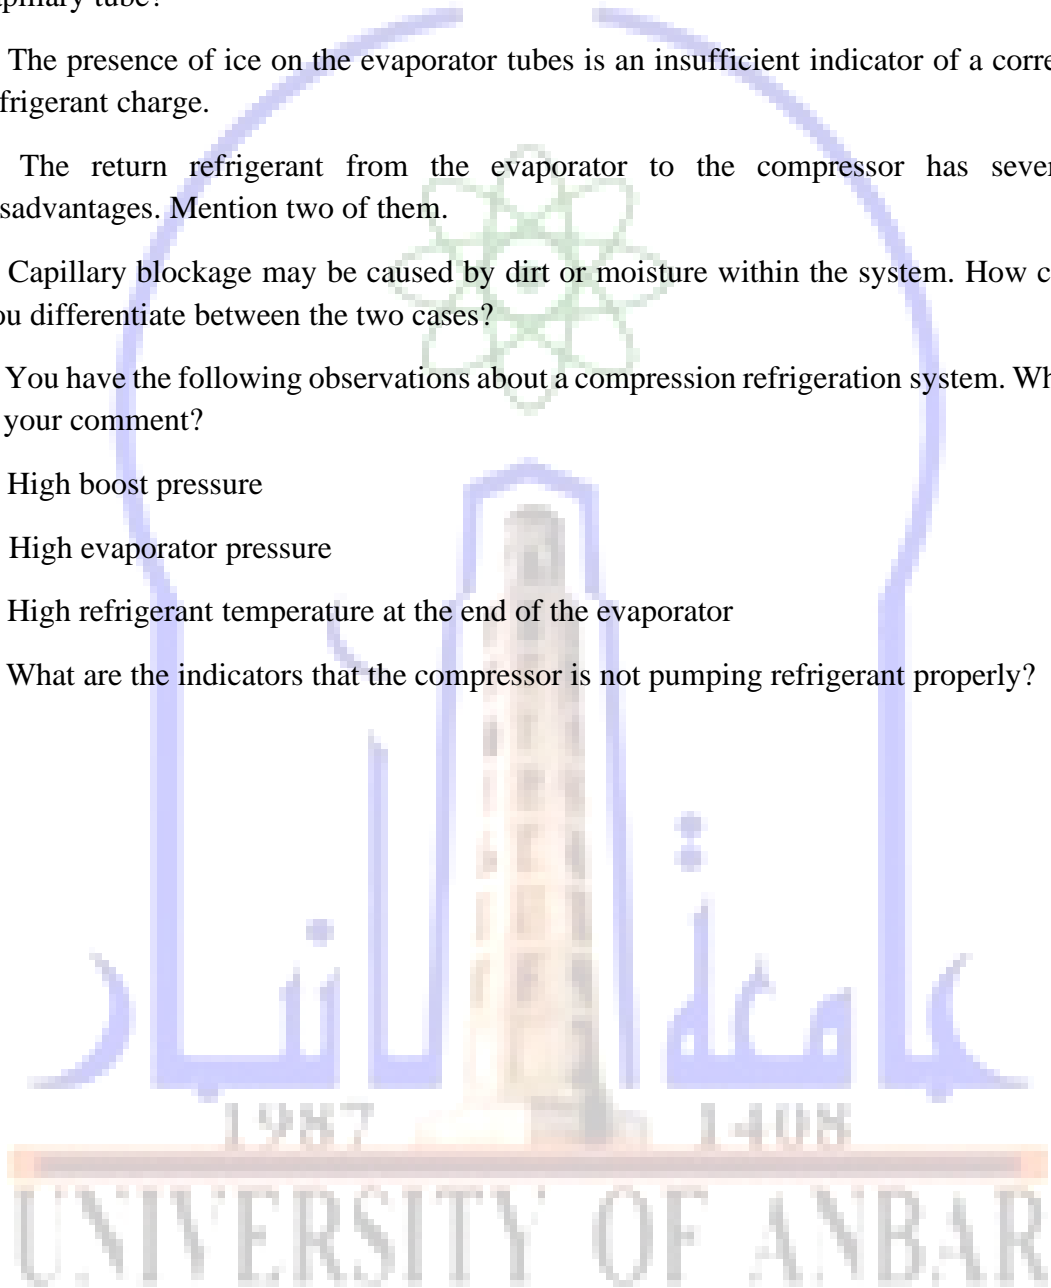 apillary tube?
The presence of ice on the evaporator tubes is an insufficient indicator of a corre
frigerant charge.
The return refrigerant from the evaporator to the compressor has sever
sadvantages. Mention two of them.
Capillary blockage may be caused by dirt or moisture within the system. How c
ou differentiate between the two cases?
You have the following observations about a compression refrigeration system. Wh
your comment?
High boost pressure
High evaporator pressure
High refrigerant temperature at the end of the evaporator
What are the indicators that the compressor is not pumping refrigerant properly?
جامعة الانبار
1987 1408
UNIVERSITY OF ANBAR